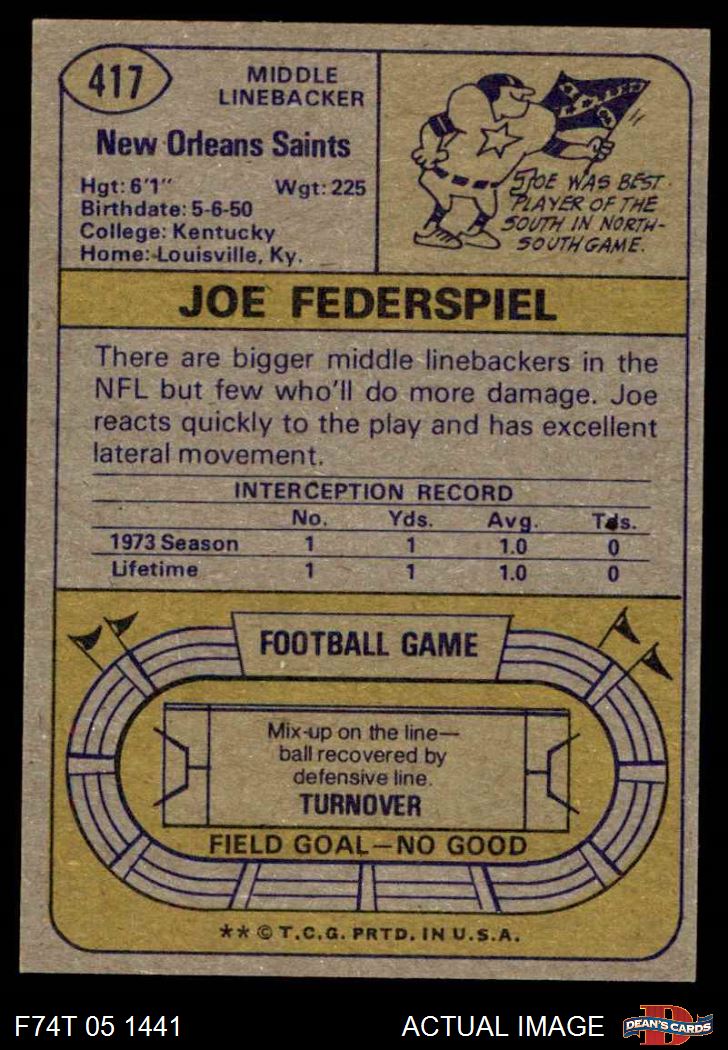 417
MIDDLE
LINEBACKER
New Orleans Saints
Hgt: 6'1" Wgt: 225
Birthdate: 5-6-50
College: Kentucky
Home: Louisville, Ky.
JOE WAS BEST
PLAYER OF THE
SOUTH IN NORTH-
SOUTH GAME.
JOE FEDERSPIEL
There are bigger middle linebackers in the
NFL but few who'll do more damage. Joe
reacts quickly to the play and has excellent
lateral movement.
INTERCEPTION RECORD
No. Yds. Avg. Tds.
1973 Season 1 1 1.0 0
Lifetime 1 1 1.0 0
FOOTBALL GAME
Mix-up on the line—
ball recovered by
defensive line.
TURNOVER
FIELD GOAL—NO GOOD
** © T.C.G. PRTD. IN U.S.A.
F74T 05 1441 ACTUAL IMAGE
D
DEAN'S CARDS